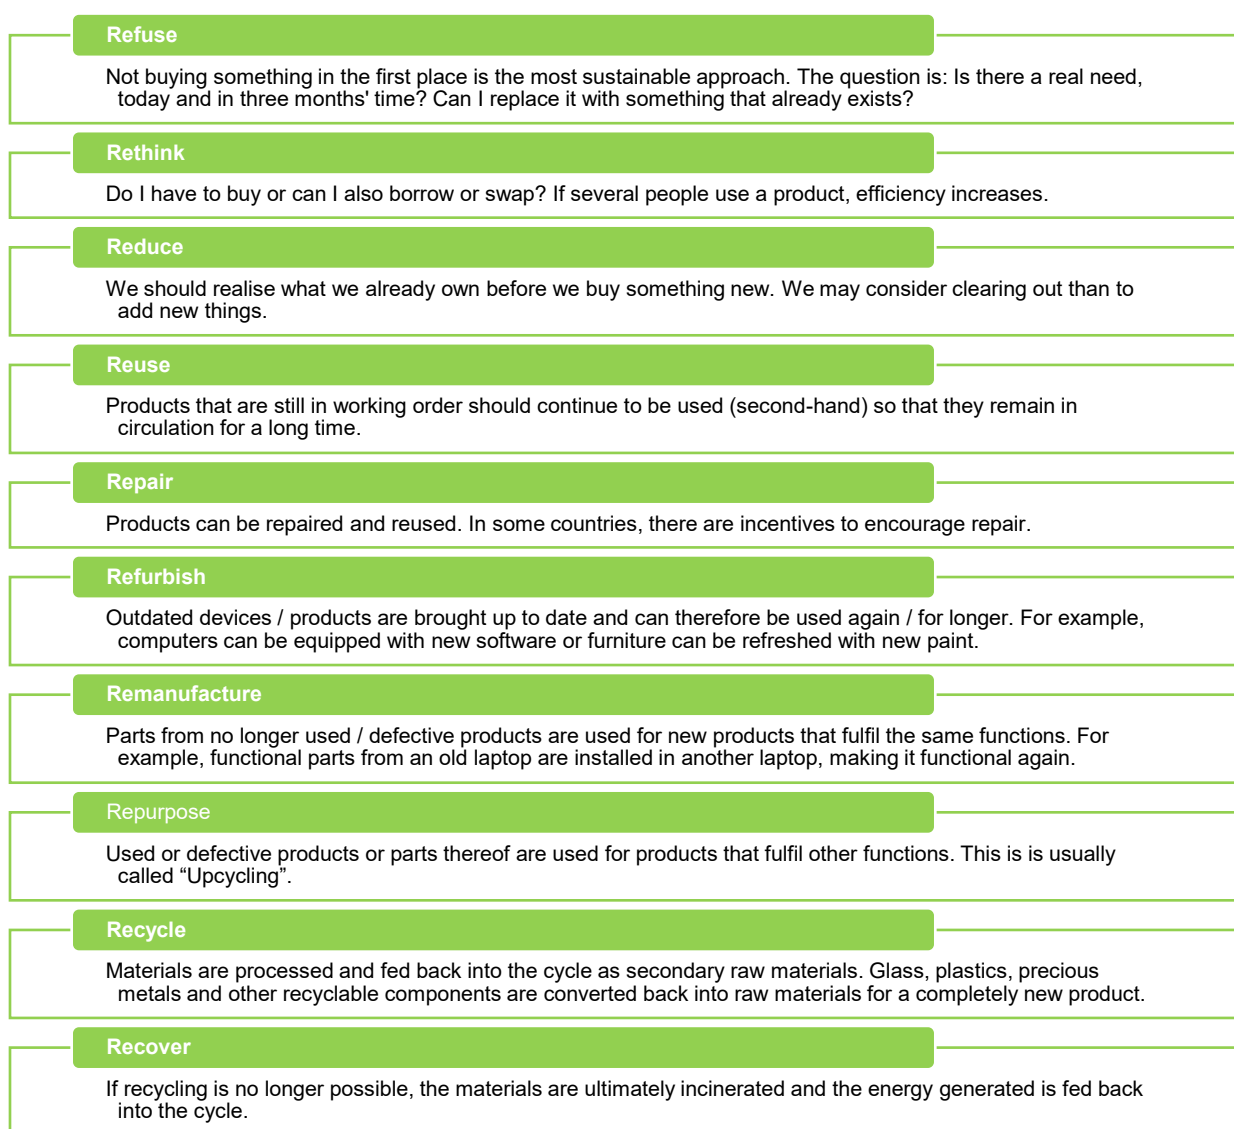 Refuse
Not buying something in the first place is the most sustainable approach. The question is: Is there a real need,
today and in three months' time? Can I replace it with something that already exists?
Rethink
Do I have to buy or can I also borrow or swap? If several people use a product, efficiency increases.
Reduce
We should realise what we already own before we buy something new. We may consider clearing out than to
add new things.
Reuse
Products that are still in working order should continue to be used (second-hand) so that they remain in
circulation for a long time.
Repair
Products can be repaired and reused. In some countries, there are incentives to encourage repair.
Refurbish
Outdated devices / products are brought up to date and can therefore be used again / for longer. For example,
computers can be equipped with new software or furniture can be refreshed with new paint.
Remanufacture
Parts from no longer used / defective products are used for new products that fulfil the same functions. For
example, functional parts from an old laptop are installed in another laptop, making it functional again.
Repurpose
Used or defective products or parts thereof are used for products that fulfil other functions. This is is usually
called “Upcycling”.
Recycle
Materials are processed and fed back into the cycle as secondary raw materials. Glass, plastics, precious
metals and other recyclable components are converted back into raw materials for a completely new product.
Recover
If recycling is no longer possible, the materials are ultimately incinerated and the energy generated is fed back
into the cycle.